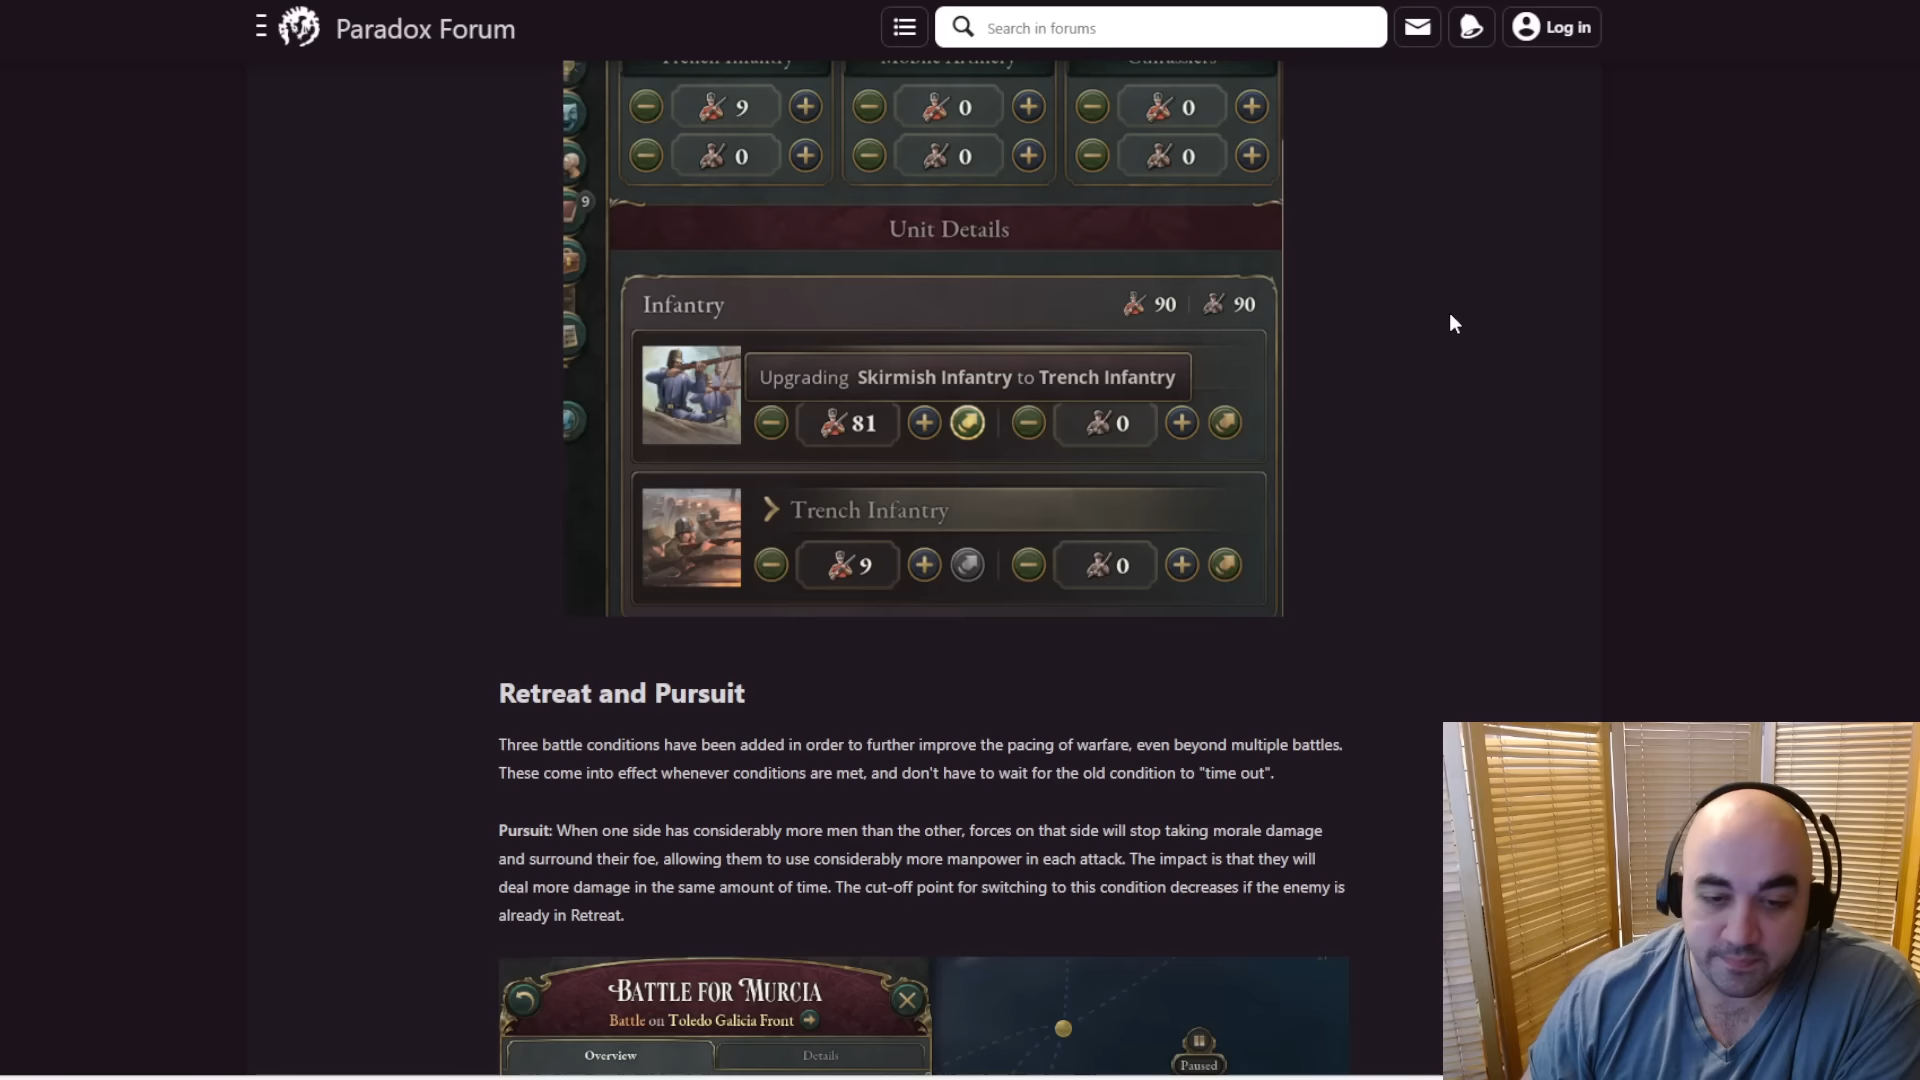 Paradox Forum
Search in forums
Log in
Trench Infantry Mobile Artillery Cuirassiers
9 0 0
0 0 0
9
Unit Details
Infantry 90 90
Upgrading Skirmish Infantry to Trench Infantry
81 0
Trench Infantry
9 0
Retreat and Pursuit
Three battle conditions have been added in order to further improve the pacing of warfare, even beyond multiple battles.
These come into effect whenever conditions are met, and don't have to wait for the old condition to "time out".
Pursuit: When one side has considerably more men than the other, forces on that side will stop taking morale damage
and surround their foe, allowing them to use considerably more manpower in each attack. The impact is that they will
deal more damage in the same amount of time. The cut-off point for switching to this condition decreases if the enemy is
already in Retreat.
BATTLE FOR MURCIA
Battle on Toledo Galicia Front
Overview Details
Paused